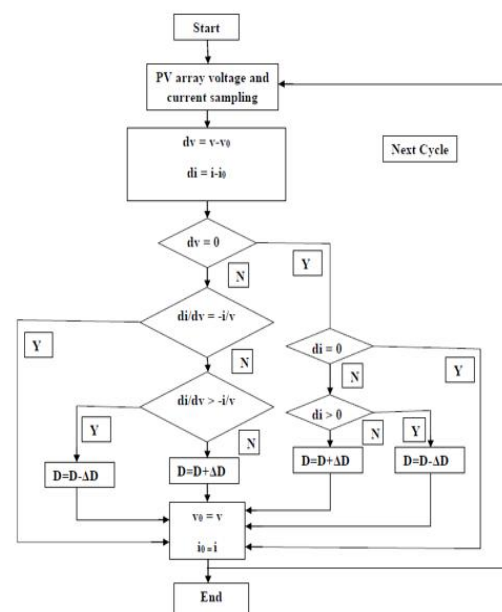 Start
PV array voltage and
current sampling
dv = v-v₀
di = i-i₀
Next Cycle
dv = 0
Y
N
di/dv = -i/v
di = 0
Y
Y
N
N
di/dv > -i/v
di > 0
Y
N
N
Y
D=D-ΔD
D=D+ΔD
D=D+ΔD
D=D-ΔD
v₀ = v
i₀ = i
End